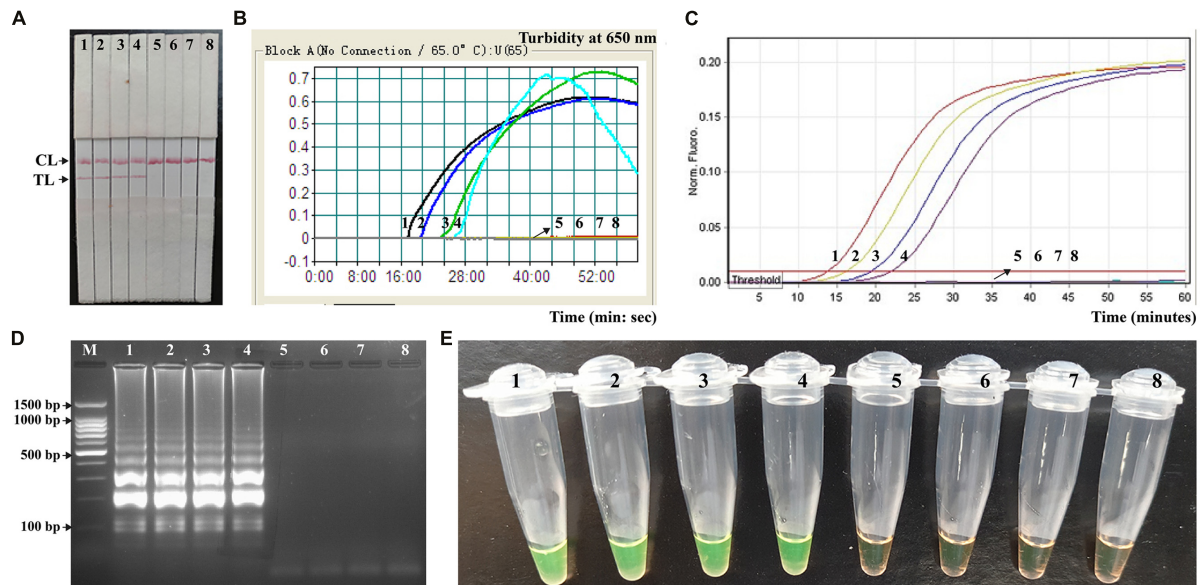 A
1 2 3 4 5 6 7 8
CL
TL
B
Turbidity at 650 nm
Block A(No Connection / 65.0° C):U(65)
0.7
0.6
0.5
0.4
0.3
0.2
0.1
0
-0.1
1 2 3 4 5 6 7 8
0:00 16:00 28:00 40:00 52:00
Time (min: sec)
C
Norm. Fluoro.
0.20
0.15
0.10
0.05
0.00
1 2 3 4 5 6 7 8
Threshold
5 10 15 20 25 30 35 40 45 50 55 60
Time (minutes)
D
M 1 2 3 4 5 6 7 8
1500 bp
1000 bp
500 bp
100 bp
E
1 2 3 4 5 6 7 8